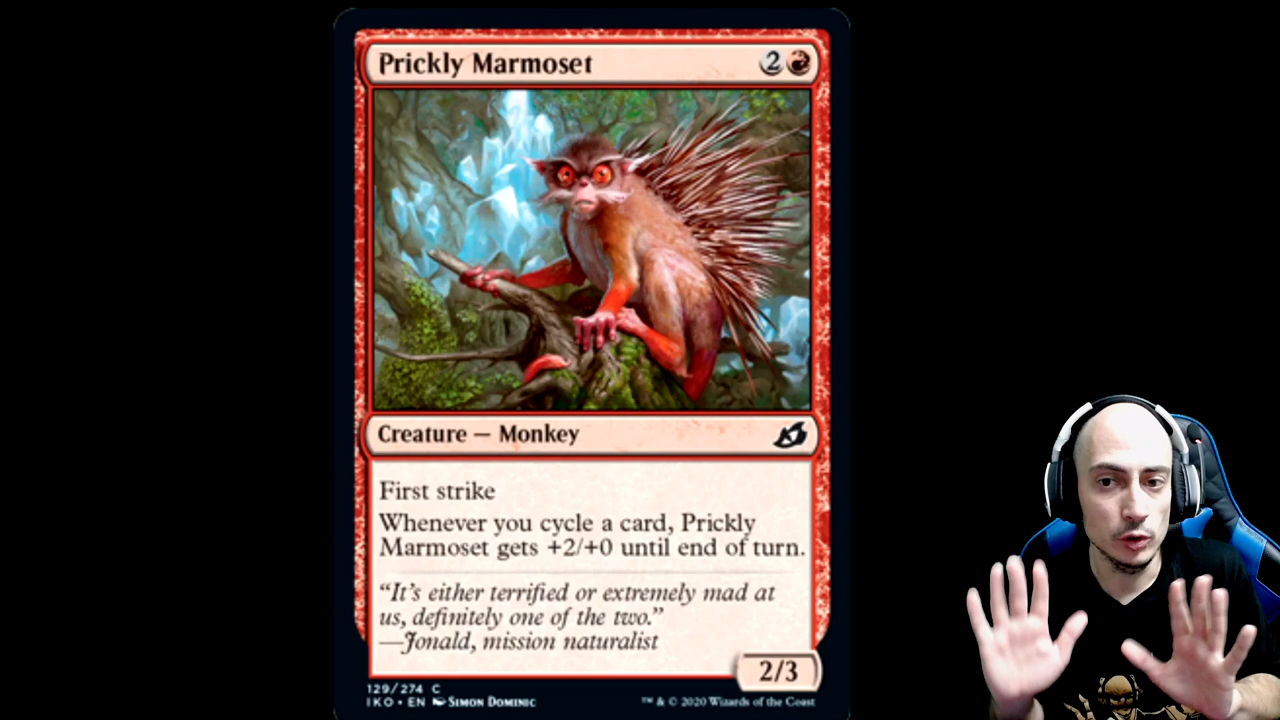 Prickly Marmoset 2
Creature — Monkey
First strike
Whenever you cycle a card, Prickly
Marmoset gets +2/+0 until end of turn.
“It's either terrified or extremely mad at
us, definitely one of the two.”
—Jonald, mission naturalist
2/3
129/274 C
IKO • EN Simon Dominic
™ & © 2020 Wizards of the Coast